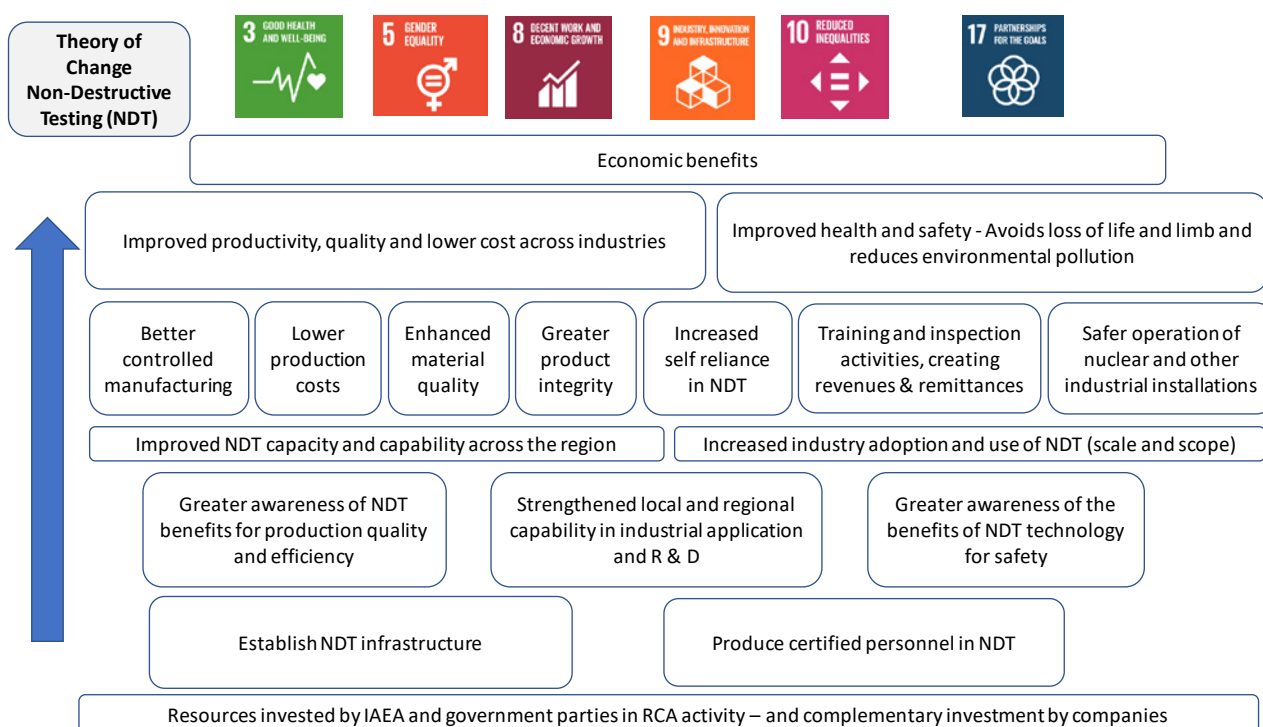 Theory of
Change
Non-Destructive
Testing (NDT)
3 GOOD HEALTH
AND WELL-BEING
5 GENDER
EQUALITY
8 DECENT WORK AND
ECONOMIC GROWTH
9 INDUSTRY, INNOVATION
AND INFRASTRUCTURE
10 REDUCED
INEQUALITIES
17 PARTNERSHIPS
FOR THE GOALS
Economic benefits
Improved productivity, quality and lower cost across industries
Improved health and safety - Avoids loss of life and limb and
reduces environmental pollution
Better
controlled
manufacturing
Lower
production
costs
Enhanced
material
quality
Greater
product
integrity
Increased
self reliance
in NDT
Training and inspection
activities, creating
revenues & remittances
Safer operation of
nuclear and other
industrial installations
Improved NDT capacity and capability across the region
Increased industry adoption and use of NDT (scale and scope)
Greater awareness of NDT
benefits for production quality
and efficiency
Strengthened local and regional
capability in industrial application
and R & D
Greater awareness of the
benefits of NDT technology
for safety
Establish NDT infrastructure
Produce certified personnel in NDT
Resources invested by IAEA and government parties in RCA activity – and complementary investment by companies